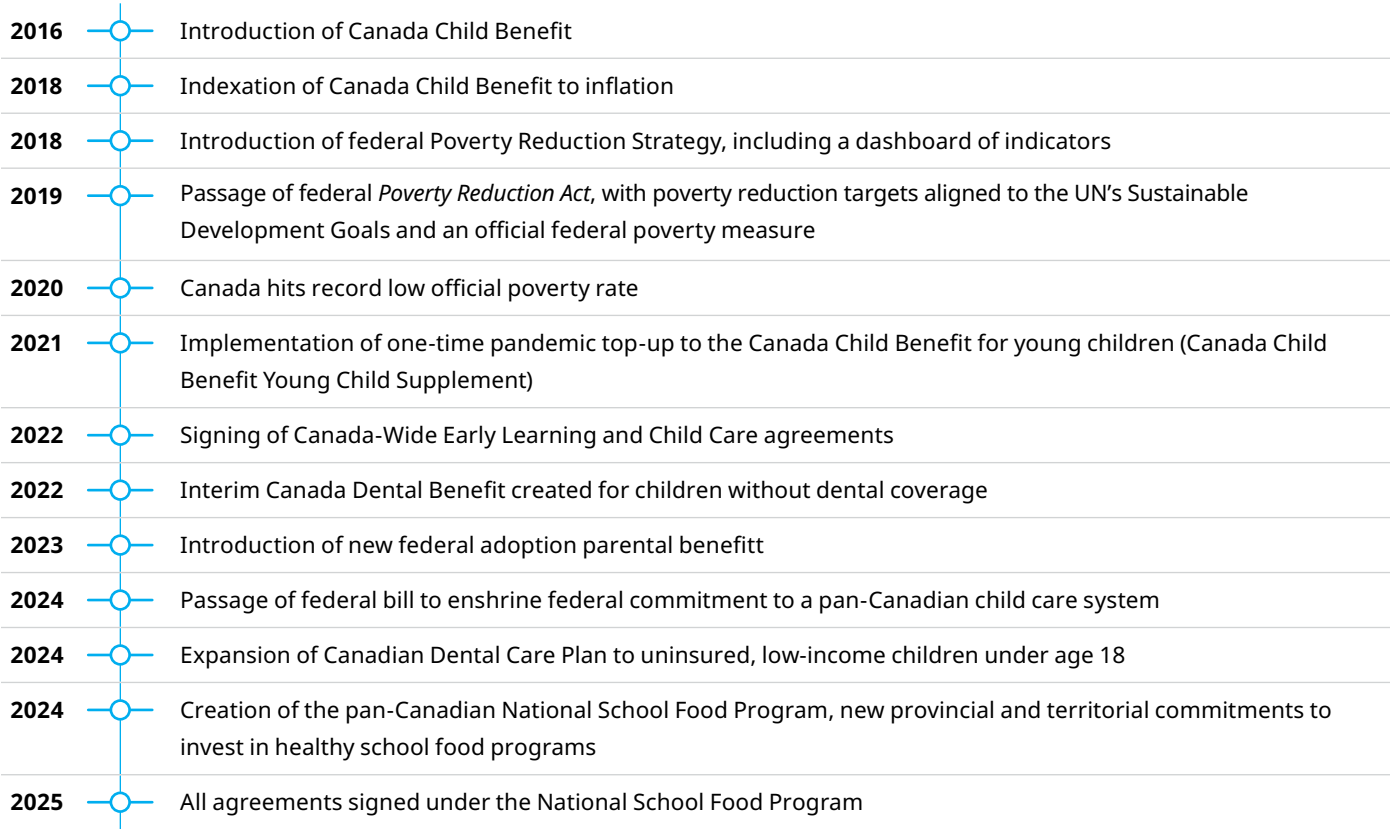 2016 Introduction of Canada Child Benefit
2018 Indexation of Canada Child Benefit to inflation
2018 Introduction of federal Poverty Reduction Strategy, including a dashboard of indicators
2019 Passage of federal Poverty Reduction Act, with poverty reduction targets aligned to the UN’s Sustainable
Development Goals and an official federal poverty measure
2020 Canada hits record low official poverty rate
2021 Implementation of one-time pandemic top-up to the Canada Child Benefit for young children (Canada Child
Benefit Young Child Supplement)
2022 Signing of Canada-Wide Early Learning and Child Care agreements
2022 Interim Canada Dental Benefit created for children without dental coverage
2023 Introduction of new federal adoption parental benefitt
2024 Passage of federal bill to enshrine federal commitment to a pan-Canadian child care system
2024 Expansion of Canadian Dental Care Plan to uninsured, low-income children under age 18
2024 Creation of the pan-Canadian National School Food Program, new provincial and territorial commitments to
invest in healthy school food programs
2025 All agreements signed under the National School Food Program